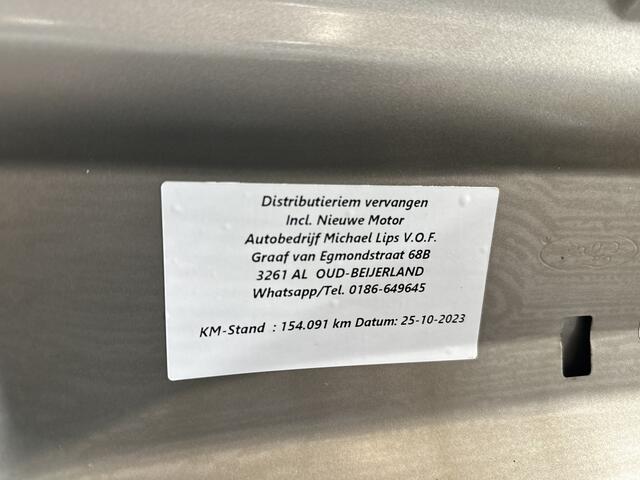 Distributieriem vervangen
Incl. Nieuwe Motor
Autobedrijf Michael Lips V.O.F.
Graaf van Egmondstraat 68B
3261 AL OUD-BEIJERLAND
Whatsapp/Tel. 0186-649645
KM-Stand : 154.091 km Datum: 25-10-2023